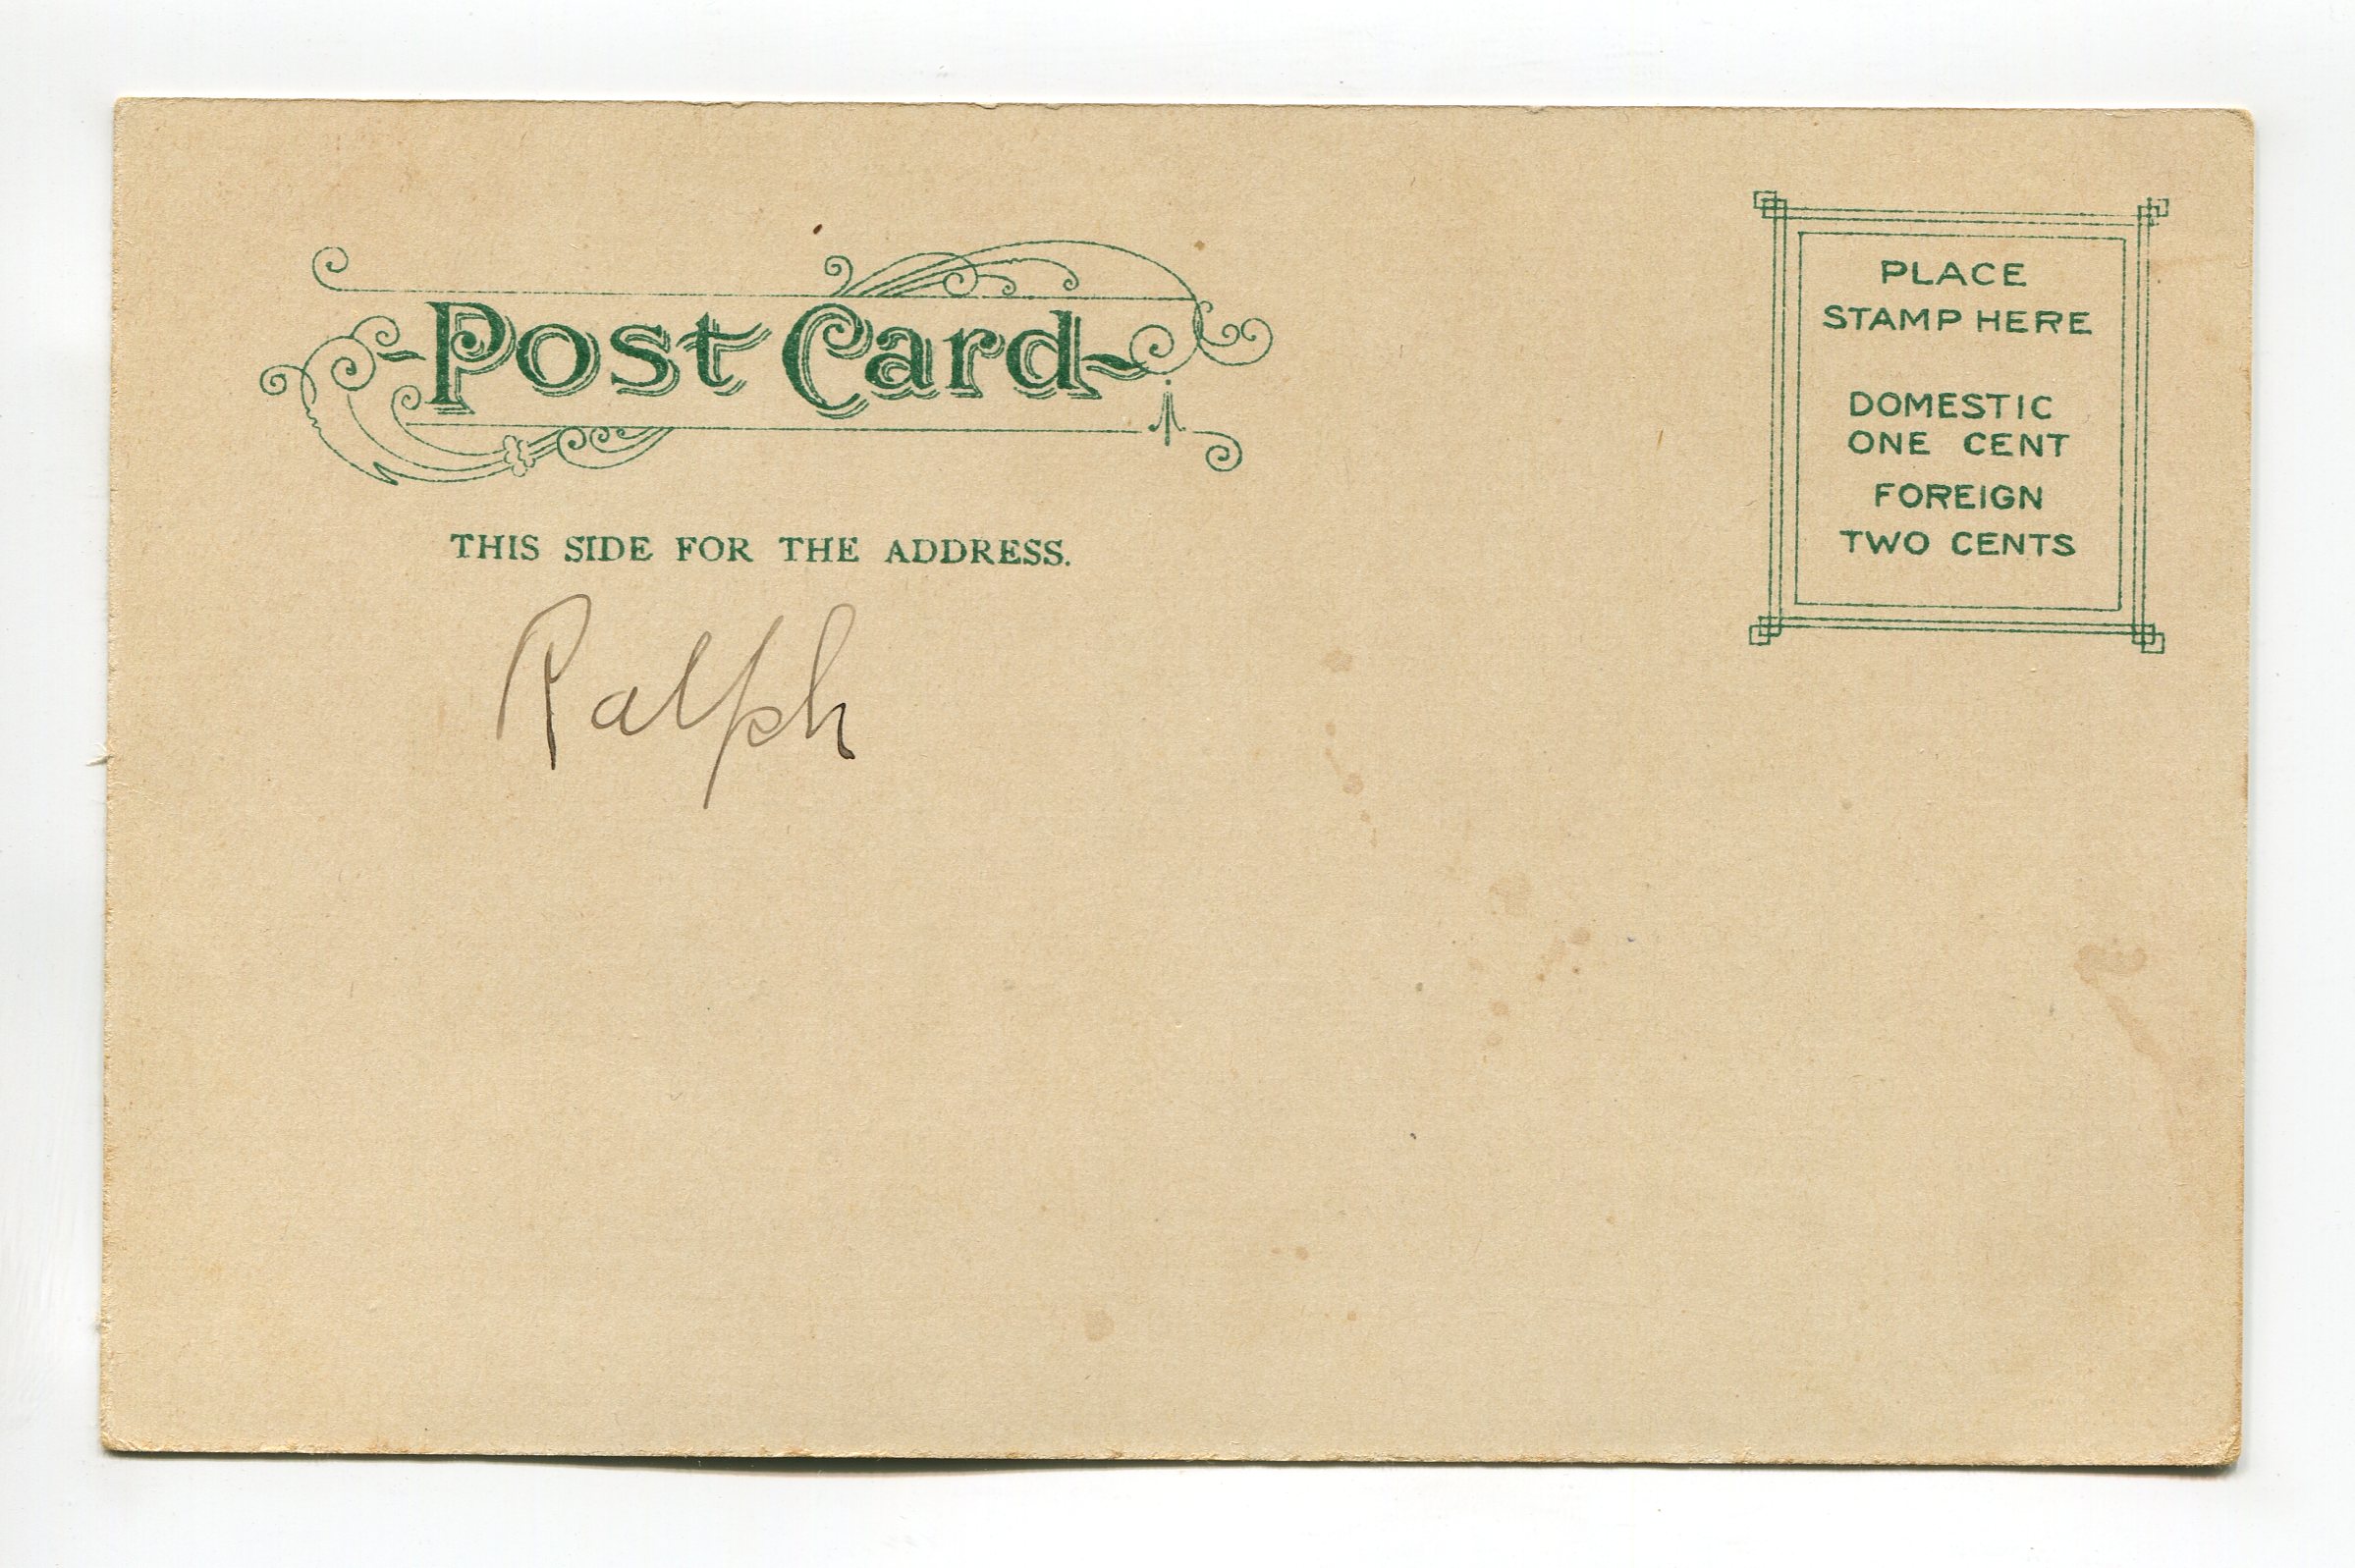 Post Card
THIS SIDE FOR THE ADDRESS.
Ralph
PLACE
STAMP HERE
DOMESTIC
ONE CENT
FOREIGN
TWO CENTS